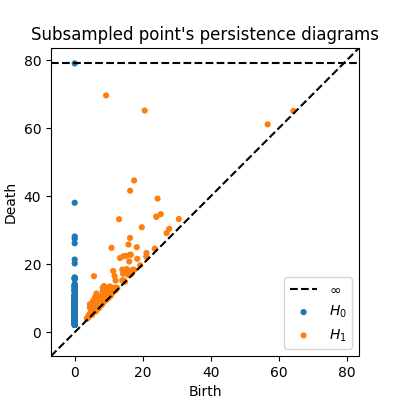 Subsampled point's persistence diagrams
80
60
40
20
0
Death
0 20 40 60 80
Birth
∞
H₀
H₁